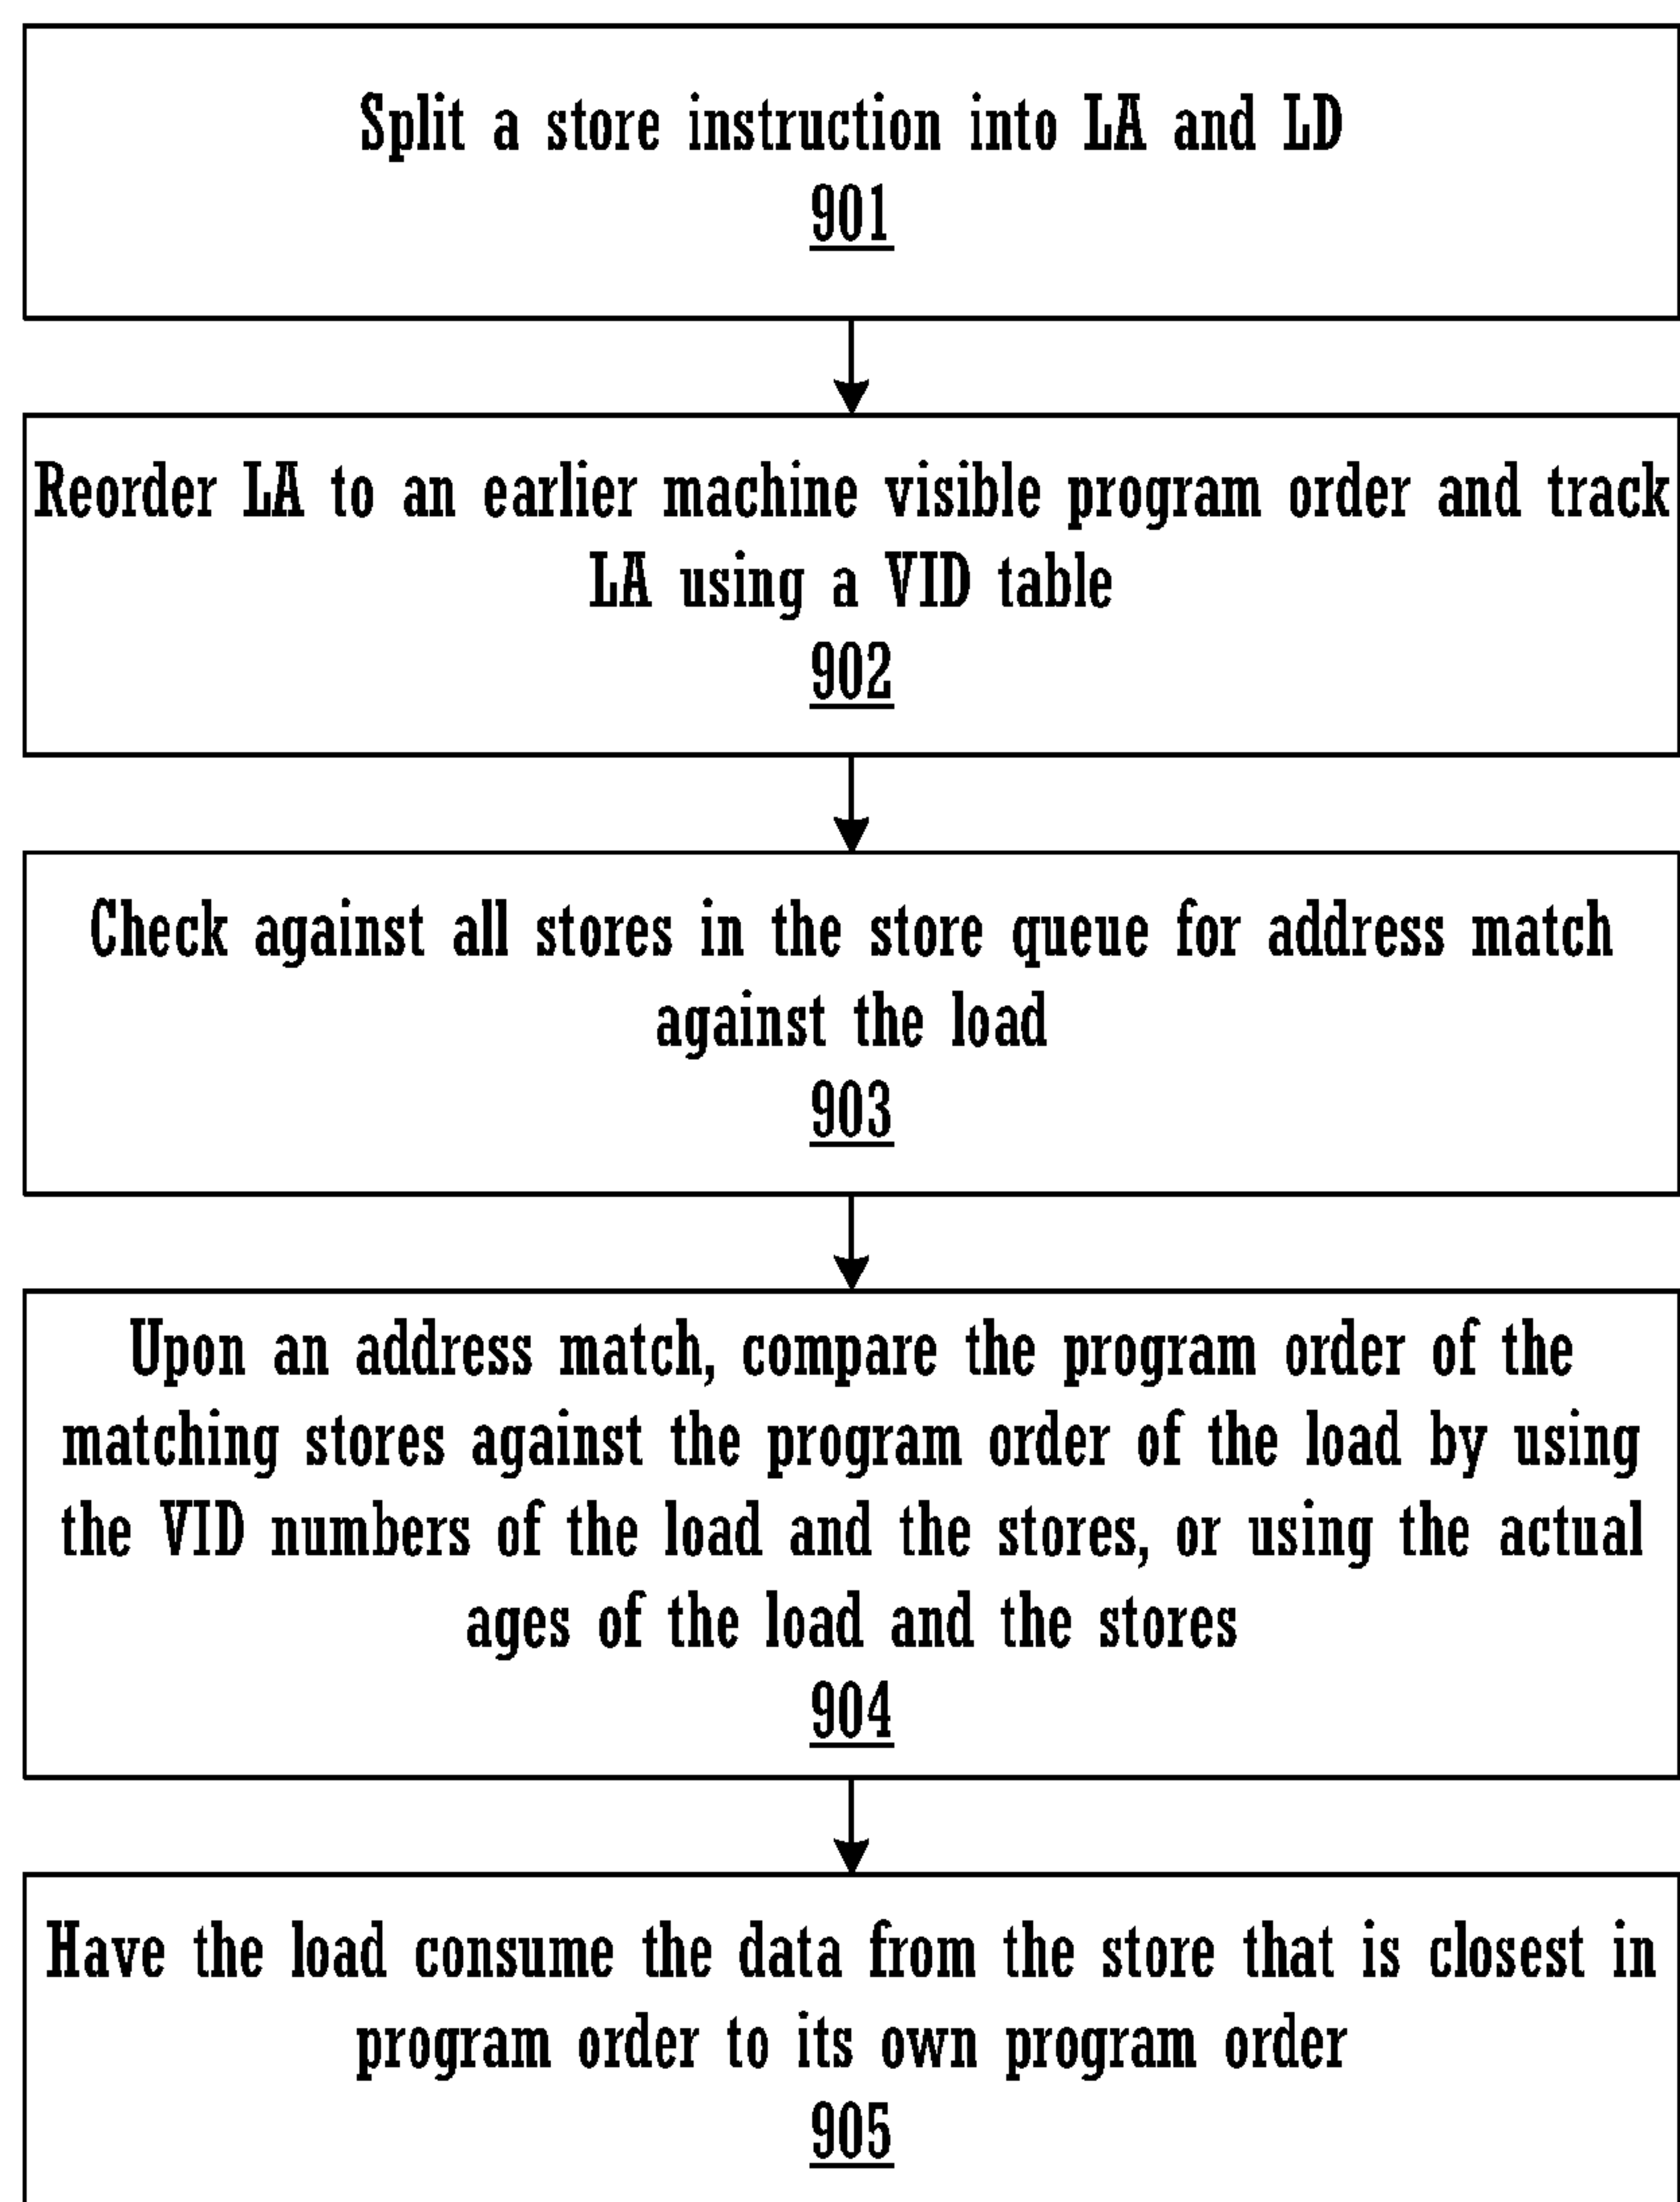 Split a store instruction into LA and LD
901
Reorder LA to an earlier machine visible program order and track
LA using a VID table
902
Check against all stores in the store queue for address match
against the load
903
Upon an address match, compare the program order of the
matching stores against the program order of the load by using
the VID numbers of the load and the stores, or using the actual
ages of the load and the stores
904
Have the load consume the data from the store that is closest in
program order to its own program order
905